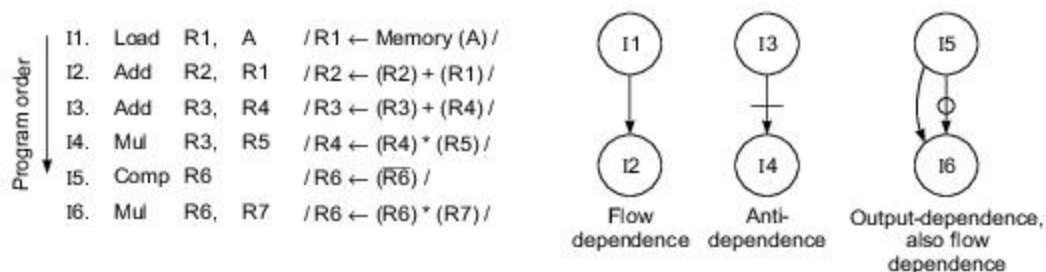 Program order
I1. Load R1, A / R1 ← Memory (A) /
I2. Add R2, R1 / R2 ← (R2) + (R1) /
I3. Add R3, R4 / R3 ← (R3) + (R4) /
I4. Mul R3, R5 / R4 ← (R4) * (R5) /
I5. Comp R6 / R6 ← (R̅6̅) /
I6. Mul R6, R7 / R6 ← (R6) * (R7) /
I1
I2
Flow
dependence
I3
I4
Anti-
dependence
I5
I6
Output-dependence,
also flow
dependence